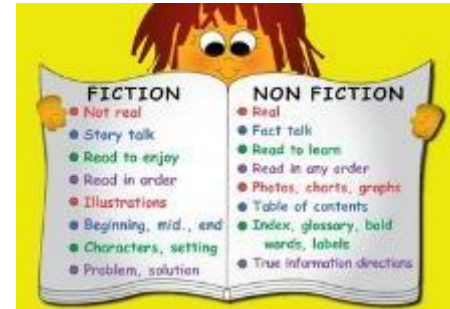 FICTION
Not real
Story talk
Read to enjoy
Read in order
Illustrations
Beginning, mid., end
Characters, setting
Problem, solution
NON FICTION
Real
Fact talk
Read to learn
Read in any order
Photos, charts, graphs
Table of contents
Index, glossary, bold
words, labels
True information directions